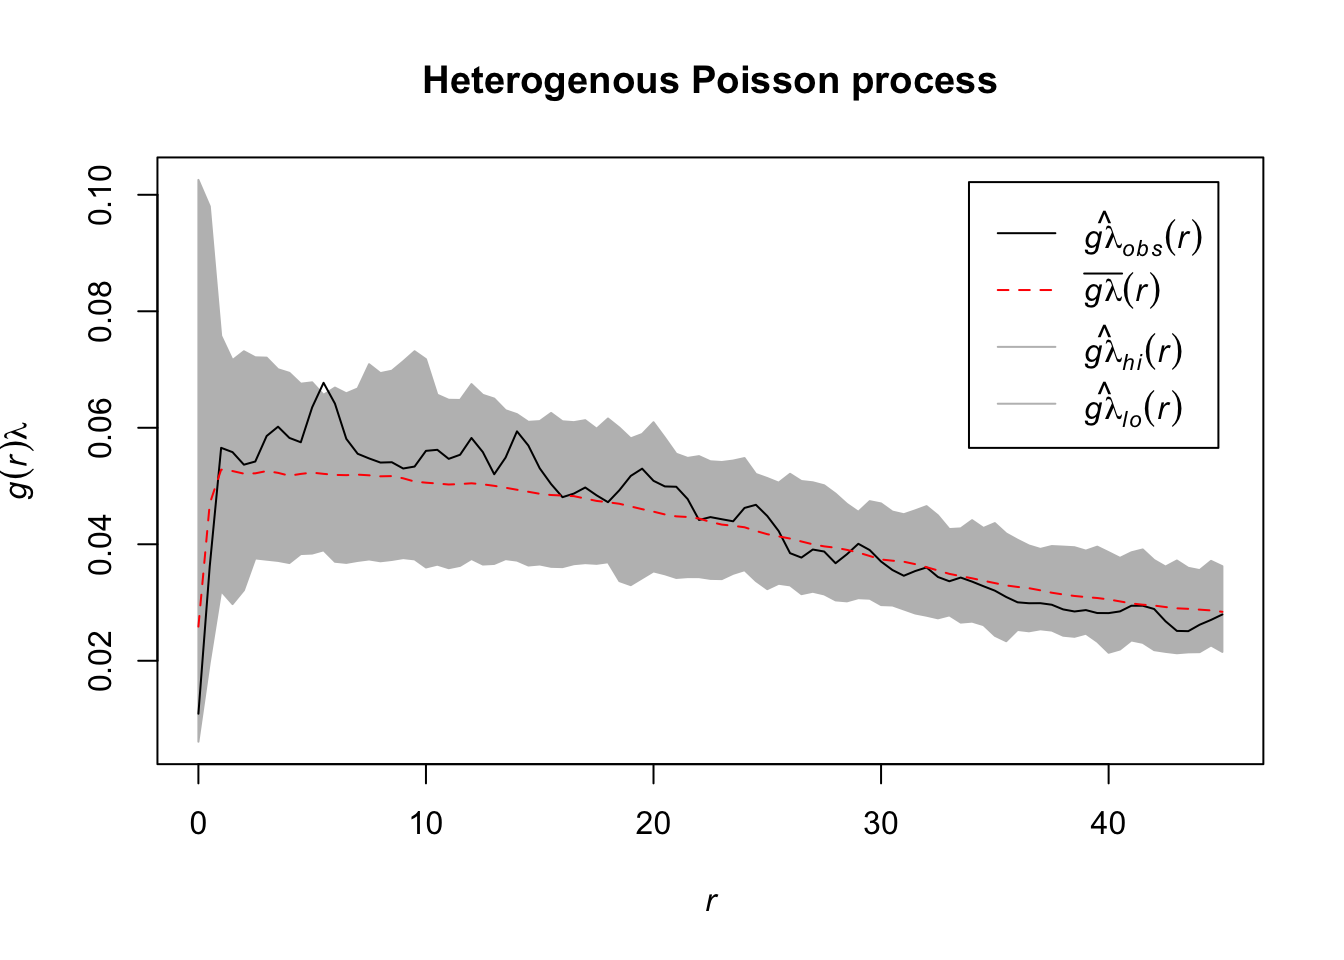 Heterogenous Poisson process
g(r)λ
0.10
0.08
0.06
0.04
0.02
gλ̂obs(r)
g̅λ̅(r)
gλ̂hi(r)
gλ̂lo(r)
0 10 20 30 40
r